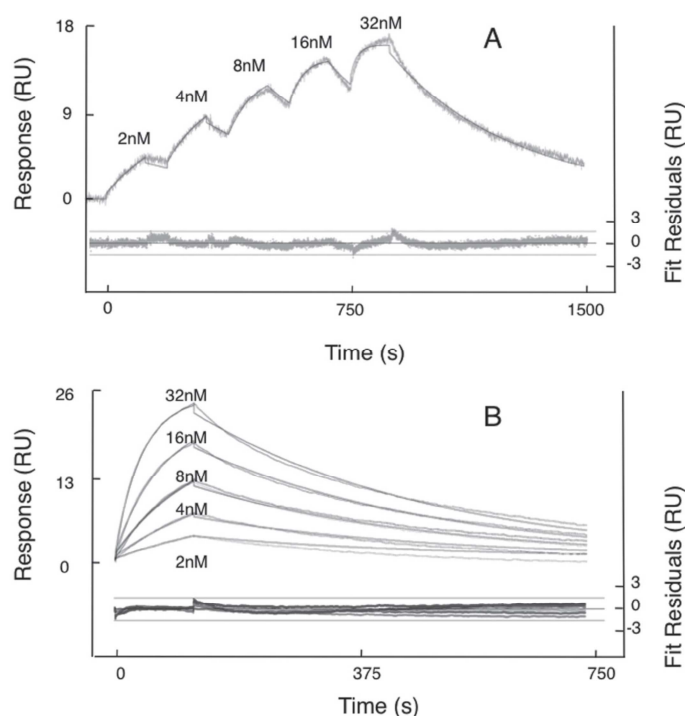 18
32nM
A
16nM
8nM
4nM
9
2nM
Response (RU)
0
Fit Residuals (RU)
3
0
-3
0
750
1500
Time (s)
26
32nM
B
16nM
13
8nM
4nM
Response (RU)
0
2nM
Fit Residuals (RU)
3
0
-3
0
375
750
Time (s)